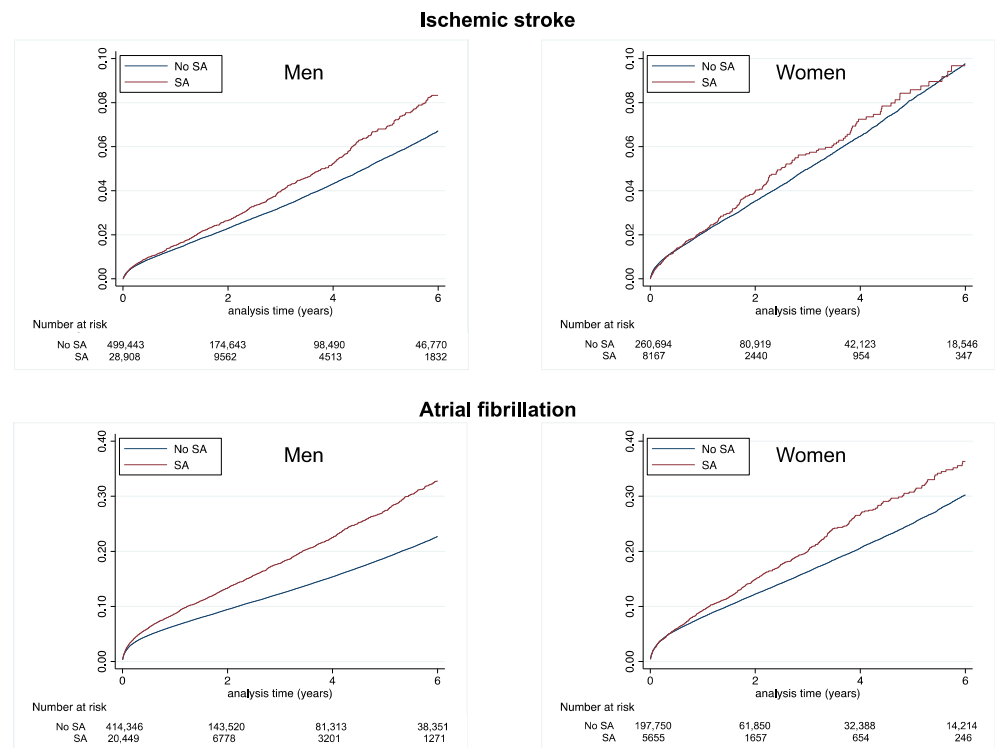 Ischemic stroke
No SA
SA
Men
0.10
0.08
0.06
0.04
0.02
0.00
0 2 4 6
analysis time (years)
Number at risk
No SA 499,443 174,643 98,490 46,770
SA 28,908 9562 4513 1832
No SA
SA
Women
0.10
0.08
0.06
0.04
0.02
0.00
0 2 4 6
analysis time (years)
Number at risk
No SA 260,694 80,919 42,123 18,546
SA 8167 2440 954 347
Atrial fibrillation
No SA
SA
Men
0.40
0.30
0.20
0.10
0.00
0 2 4 6
analysis time (years)
Number at risk
No SA 414,346 143,520 81,313 38,351
SA 20,449 6778 3201 1271
No SA
SA
Women
0.40
0.30
0.20
0.10
0.00
0 2 4 6
analysis time (years)
Number at risk
No SA 197,750 61,850 32,388 14,214
SA 5655 1657 654 246